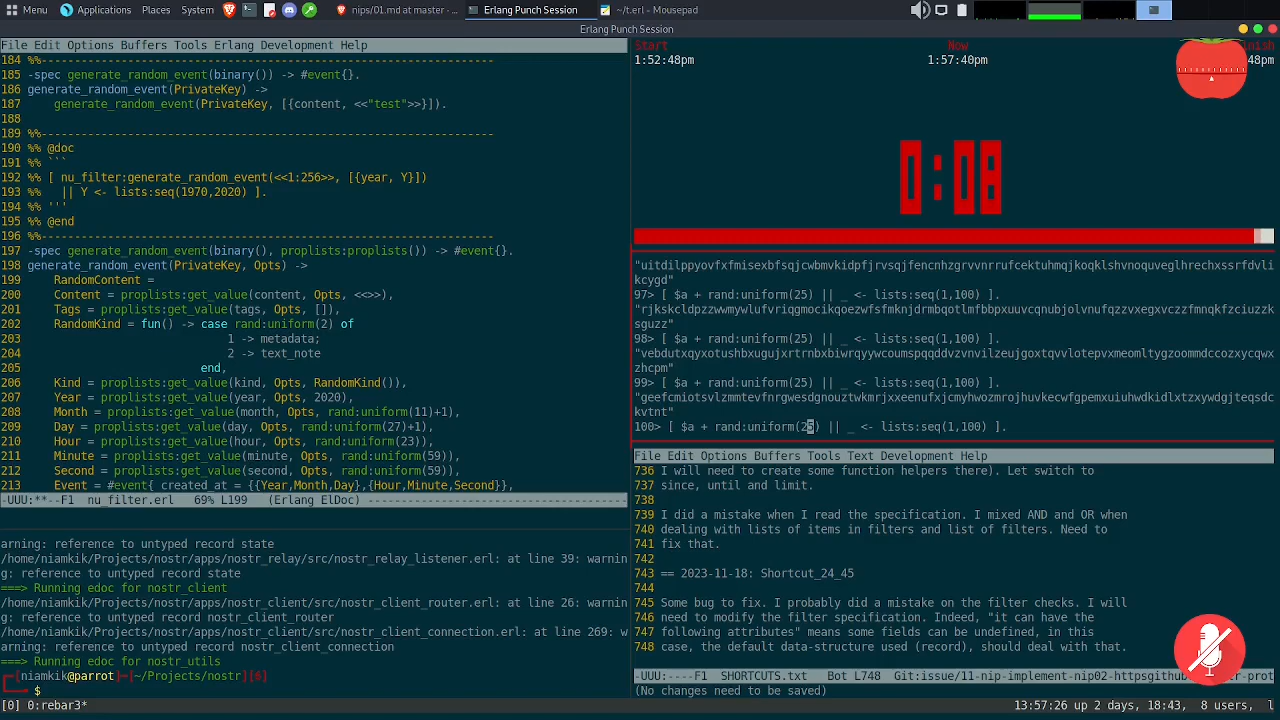 Menu Applications Places System nips/01.md at master - ... Erlang Punch Session ~/t.erl - Mousepad
Erlang Punch Session
File Edit Options Buffers Tools Erlang Development Help
184 %%--------------------------------------------------------------------
185 -spec generate_random_event(binary()) -> #event{}.
186 generate_random_event(PrivateKey) ->
187     generate_random_event(PrivateKey, [{content, <<"test">>}]).
188
189 %%--------------------------------------------------------------------
190 %% @doc
191 %% ```
192 %% [ nu_filter:generate_random_event(<<1:256>>, [{year, Y}])
193 %%   || Y <- lists:seq(1970,2020) ].
194 %% '''
195 %% @end
196 %%--------------------------------------------------------------------
197 -spec generate_random_event(binary(), proplists:proplists()) -> #event{}.
198 generate_random_event(PrivateKey, Opts) ->
199     RandomContent =
200     Content = proplists:get_value(content, Opts, <<>>),
201     Tags = proplists:get_value(tags, Opts, []),
202     RandomKind = fun() -> case rand:uniform(2) of
203                               1 -> metadata;
204                               2 -> text_note
205                           end,
206     Kind = proplists:get_value(kind, Opts, RandomKind()),
207     Year = proplists:get_value(year, Opts, 2020),
208     Month = proplists:get_value(month, Opts, rand:uniform(11)+1),
209     Day = proplists:get_value(day, Opts, rand:uniform(27)+1),
210     Hour = proplists:get_value(hour, Opts, rand:uniform(23)),
211     Minute = proplists:get_value(minute, Opts, rand:uniform(59)),
212     Second = proplists:get_value(second, Opts, rand:uniform(59)),
213     Event = #event{ created_at = {{Year,Month,Day},{Hour,Minute,Second}},
-UUU:**--F1  nu_filter.erl   69% L199   (Erlang ElDoc) ---------------------------------------
arning: reference to untyped record state
/home/niamkik/Projects/nostr/apps/nostr_relay/src/nostr_relay_listener.erl: at line 39: warnin
g: reference to untyped record state
===> Running edoc for nostr_client
/home/niamkik/Projects/nostr/apps/nostr_client/src/nostr_client_router.erl: at line 26: warnin
g: reference to untyped record nostr_client_router
/home/niamkik/Projects/nostr/apps/nostr_client/src/nostr_client_connection.erl: at line 269: w
arning: reference to untyped record nostr_client_connection
===> Running edoc for nostr_utils
[niamkik@parrot]-[~/Projects/nostr][6]
$
Start Now Finish
1:52:48pm 1:57:40pm 48pm
0:08
"uitdilppyovfxfmisexbfsqjcwbmvkidpfjrvsqjfencnhzgrvvnrrufcektuhmqjkoqklshvnoquveglhrechxssrfdvli
kcygd"
97> [ $a + rand:uniform(25) || _ <- lists:seq(1,100) ].
"rjkskcldpzzwmywlufvriqgmocikqoezwfsfmknjdrmbqotlmfbbpxuuvcqnubjolvnufqzzvxegxvczzfmnqkfzciuzzk
sguzz"
98> [ $a + rand:uniform(25) || _ <- lists:seq(1,100) ].
"vebdutxqyxotushbxugujxrtrnbxbiwrqyywcoumspqqddvzvnvilzeujgoxtqvvlotepvxmeomltygzoommdccozxycqwx
zhcpm"
99> [ $a + rand:uniform(25) || _ <- lists:seq(1,100) ].
"geefcmiotsvlzmmtevfnrgwesdgnouztwkmrjxxeenufxjcmyhwozmrojhuvkecwfgpemxuiuhwdkidlxtzxywdgjteqsdc
kvtnt"
100> [ $a + rand:uniform(25) || _ <- lists:seq(1,100) ].
File Edit Options Buffers Tools Text Development Help
736 I will need to create some function helpers there). Let switch to
737 since, until and limit.
738
739 I did a mistake when I read the specification. I mixed AND and OR when
740 dealing with lists of items in filters and list of filters. Need to
741 fix that.
742
743 == 2023-11-18: Shortcut_24_45
744
745 Some bug to fix. I probably did a mistake on the filter checks. I will
746 need to modify the filter specification. Indeed, "it can have the
747 following attributes" means some fields can be undefined, in this
748 case, the default data-structure used (record), should deal with that.
-UUU:----F1  SHORTCUTS.txt   Bot L748   Git:issue/11-nip-implement-nip02-httpsgithub r-prot
(No changes need to be saved)
[0] 0:rebar3* 13:57:26 up 2 days, 18:43,  8 users,  l